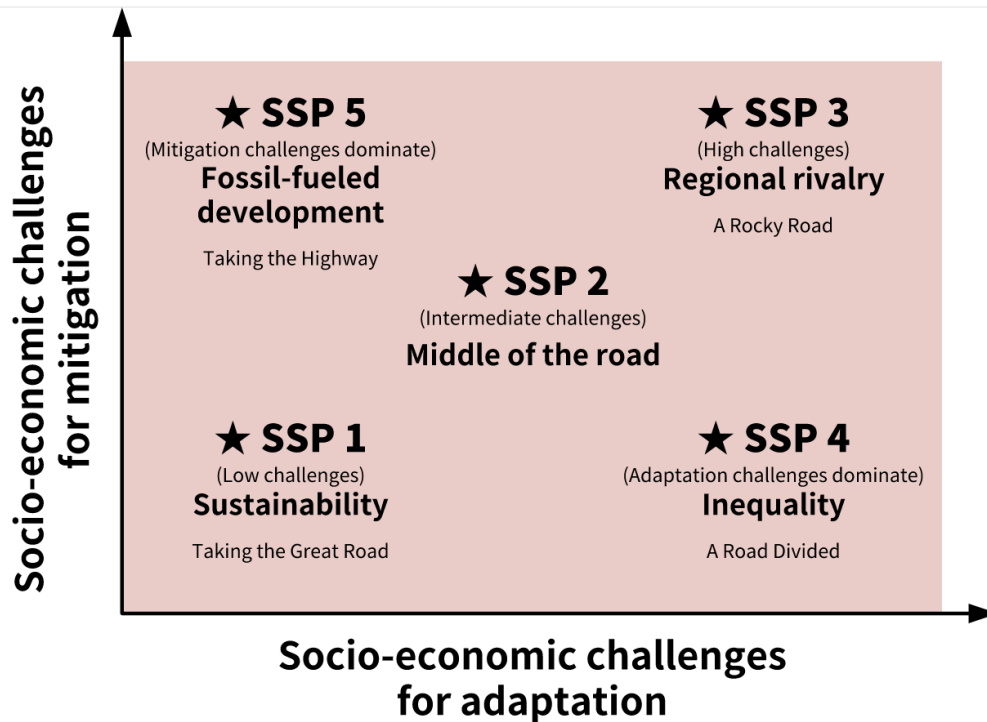 Socio-economic challenges
for mitigation
★ SSP 5
(Mitigation challenges dominate)
Fossil-fueled
development
Taking the Highway
★ SSP 3
(High challenges)
Regional rivalry
A Rocky Road
★ SSP 2
(Intermediate challenges)
Middle of the road
★ SSP 1
(Low challenges)
Sustainability
Taking the Great Road
★ SSP 4
(Adaptation challenges dominate)
Inequality
A Road Divided
Socio-economic challenges
for adaptation